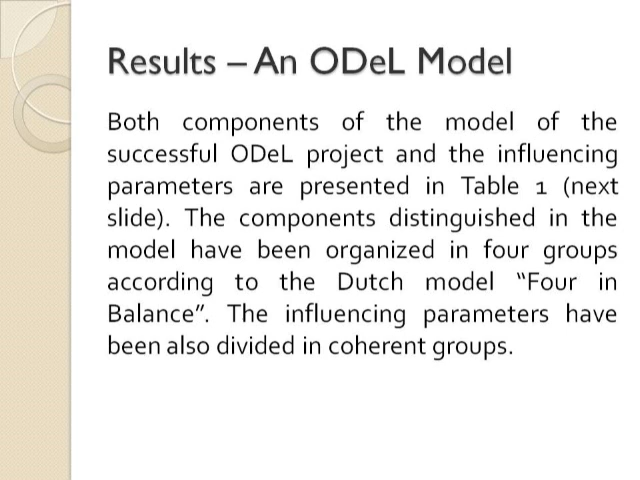 Results – An ODeL Model
Both components of the model of the
successful ODeL project and the influencing
parameters are presented in Table 1 (next
slide). The components distinguished in the
model have been organized in four groups
according to the Dutch model “Four in
Balance”. The influencing parameters have
been also divided in coherent groups.